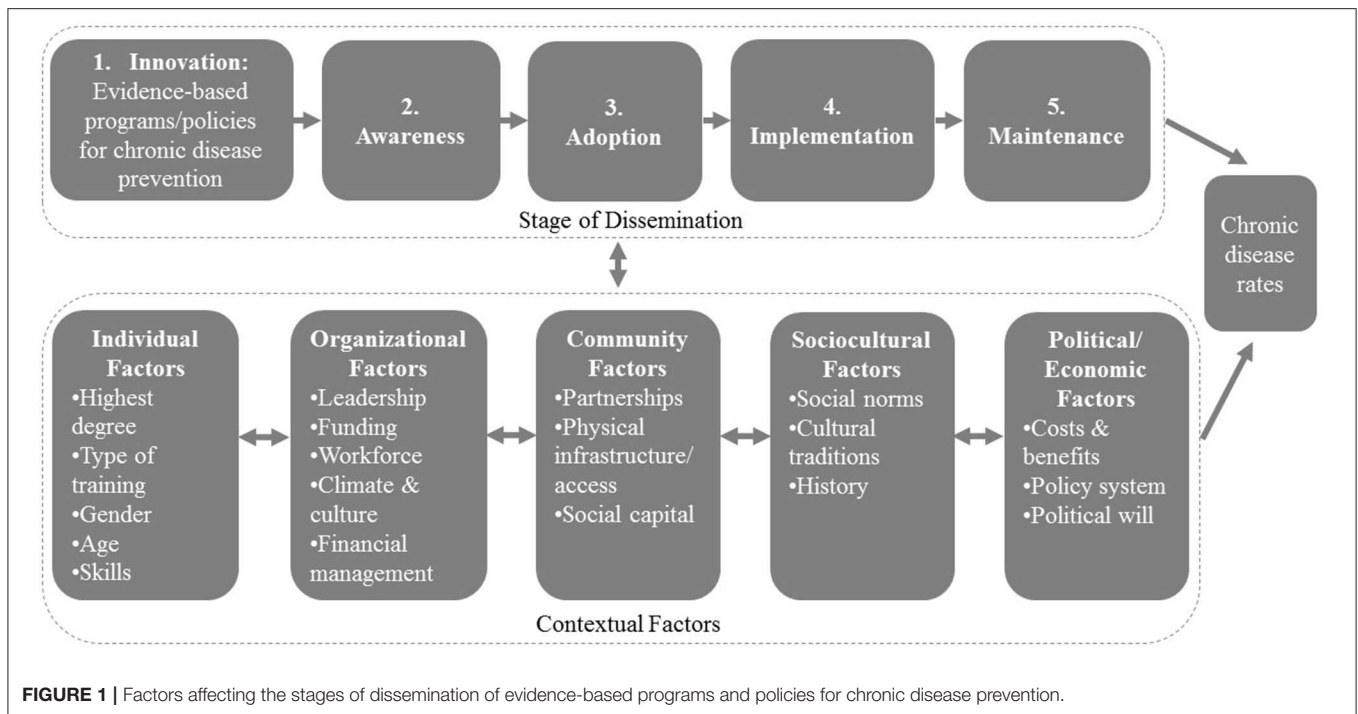 1. Innovation:
Evidence-based
programs/policies
for chronic disease
prevention
2.
Awareness
3.
Adoption
4.
Implementation
5.
Maintenance
Stage of Dissemination
Chronic
disease
rates
Individual
Factors
•Highest
degree
•Type of
training
•Gender
•Age
•Skills
Organizational
Factors
•Leadership
•Funding
•Workforce
•Climate &
culture
•Financial
management
Community
Factors
•Partnerships
•Physical
infrastructure/
access
•Social capital
Sociocultural
Factors
•Social norms
•Cultural
traditions
•History
Political/
Economic
Factors
•Costs &
benefits
•Policy system
•Political will
Contextual Factors
FIGURE 1 | Factors affecting the stages of dissemination of evidence-based programs and policies for chronic disease prevention.